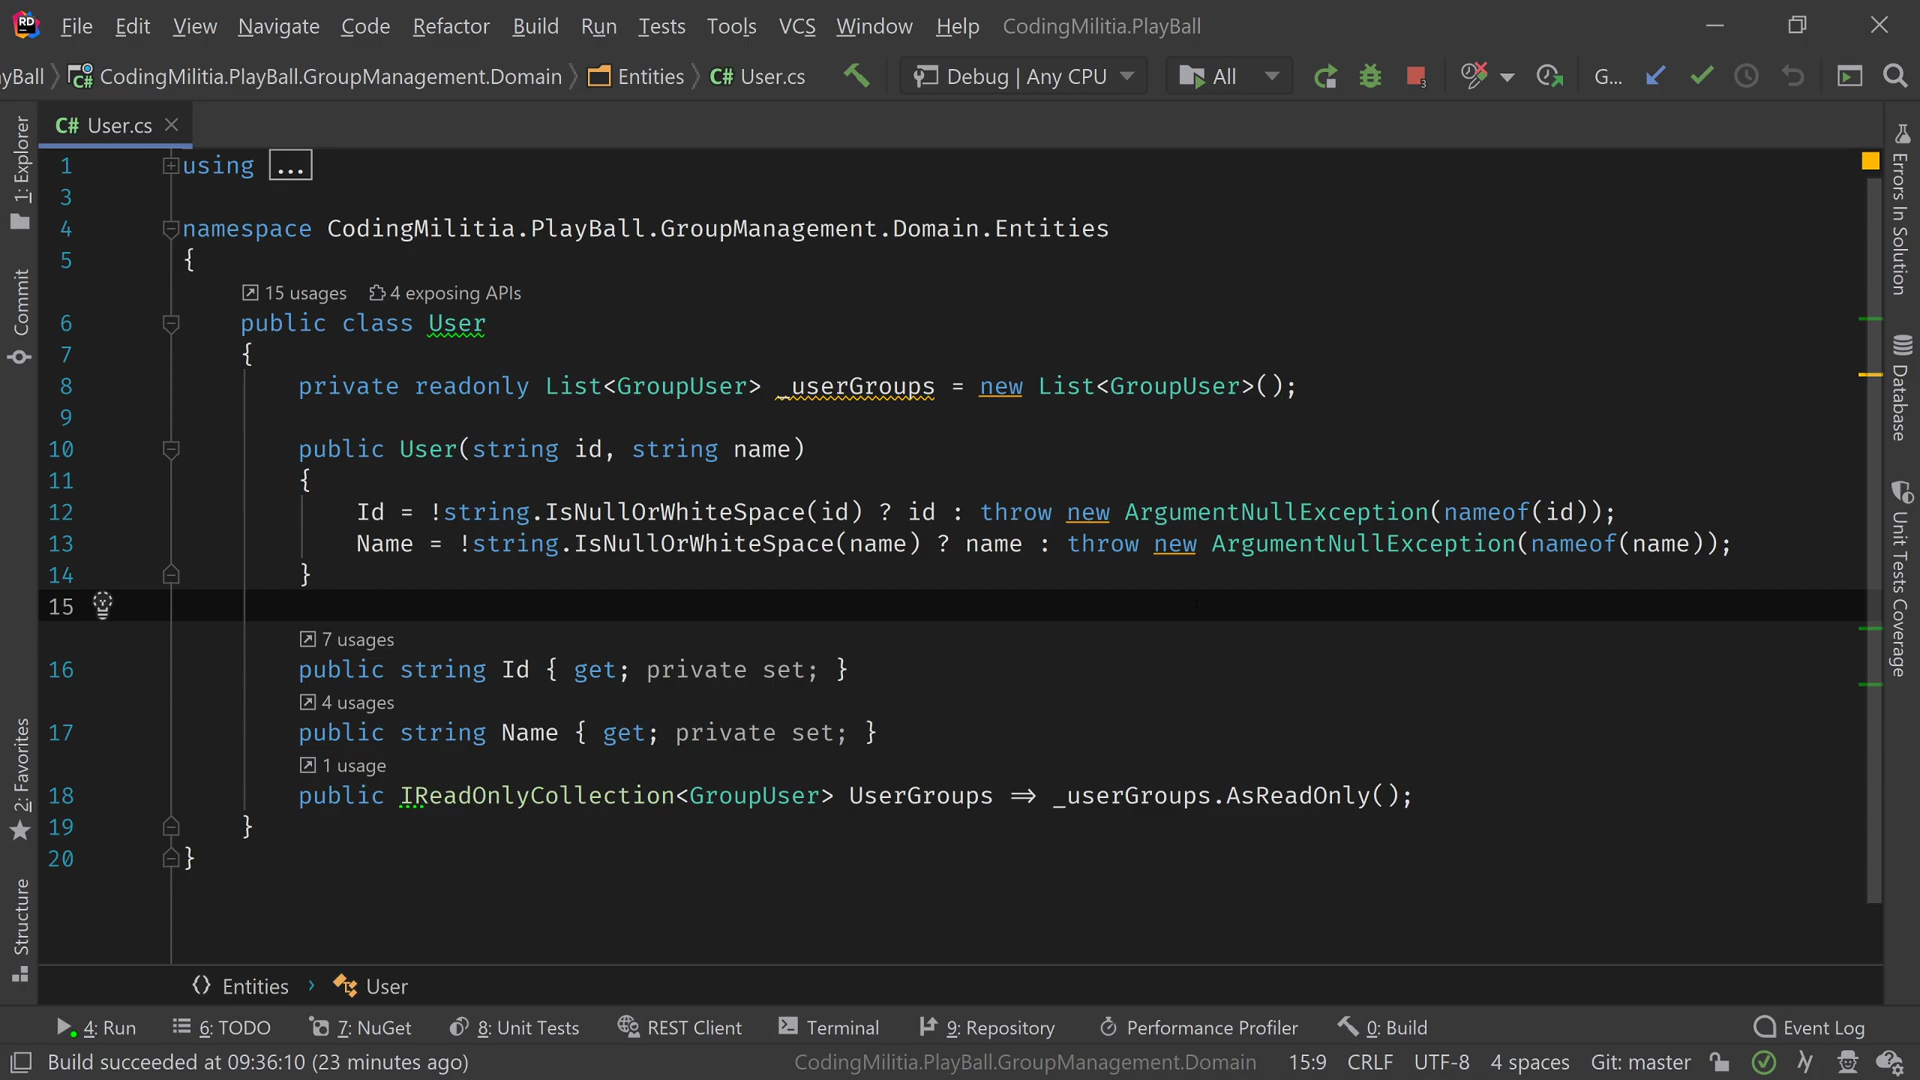 RD File Edit View Navigate Code Refactor Build Run Tests Tools VCS Window Help CodingMilitia.PlayBall
yBall CodingMilitia.PlayBall.GroupManagement.Domain Entities C# User.cs Debug | Any CPU All 3 G...
C# User.cs
1: Explorer
Commit
2: Favorites
Structure
1 using ...
3
4 namespace CodingMilitia.PlayBall.GroupManagement.Domain.Entities
5 {
15 usages 4 exposing APIs
6 public class User
7 {
8 private readonly List<GroupUser> _userGroups = new List<GroupUser>();
9
10 public User(string id, string name)
11 {
12 Id = !string.IsNullOrWhiteSpace(id) ? id : throw new ArgumentNullException(nameof(id));
13 Name = !string.IsNullOrWhiteSpace(name) ? name : throw new ArgumentNullException(nameof(name));
14 }
15
7 usages
16 public string Id { get; private set; }
4 usages
17 public string Name { get; private set; }
1 usage
18 public IReadOnlyCollection<GroupUser> UserGroups ⇒ _userGroups.AsReadOnly();
19 }
20 }
Errors In Solution
Database
Unit Tests Coverage
Entities › User
4: Run 6: TODO 7: NuGet 8: Unit Tests REST Client Terminal 9: Repository Performance Profiler 0: Build Event Log
Build succeeded at 09:36:10 (23 minutes ago) CodingMilitia.PlayBall.GroupManagement.Domain 15:9 CRLF UTF-8 4 spaces Git: master